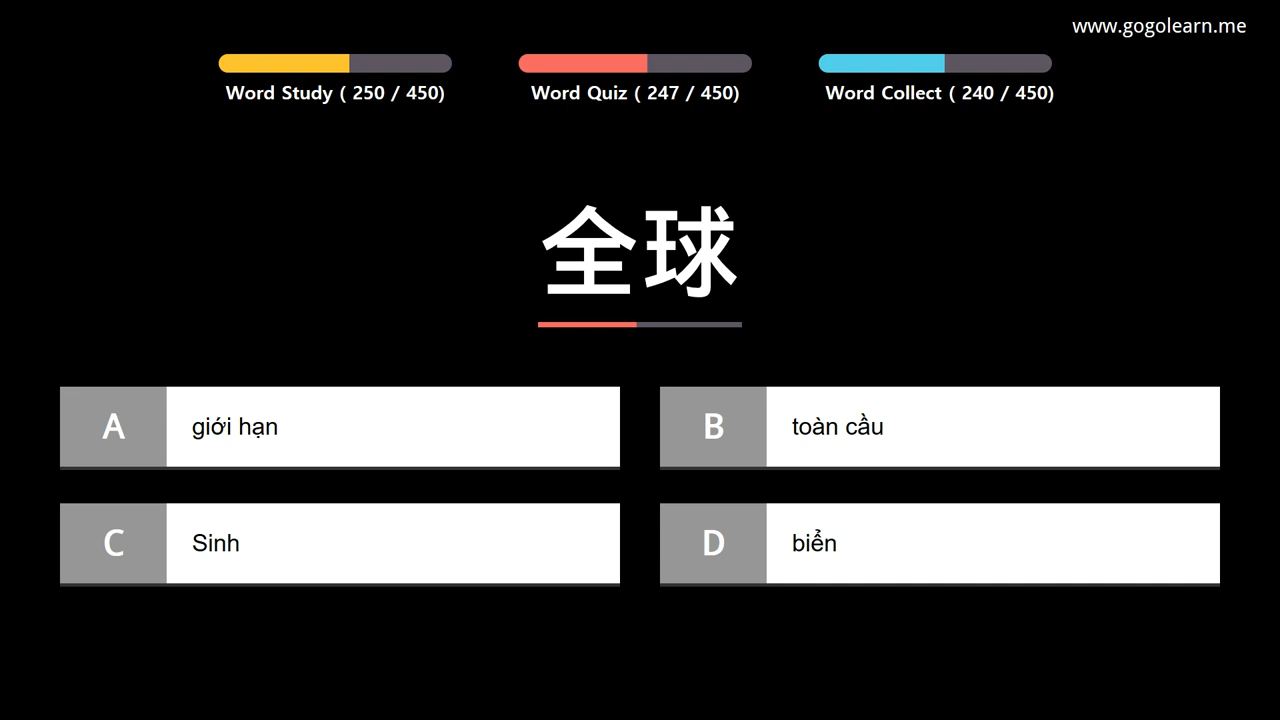 www.gogolearn.me
Word Study ( 250 / 450)
Word Quiz ( 247 / 450)
Word Collect ( 240 / 450)
全球
A giới hạn
B toàn cầu
C Sinh
D biển